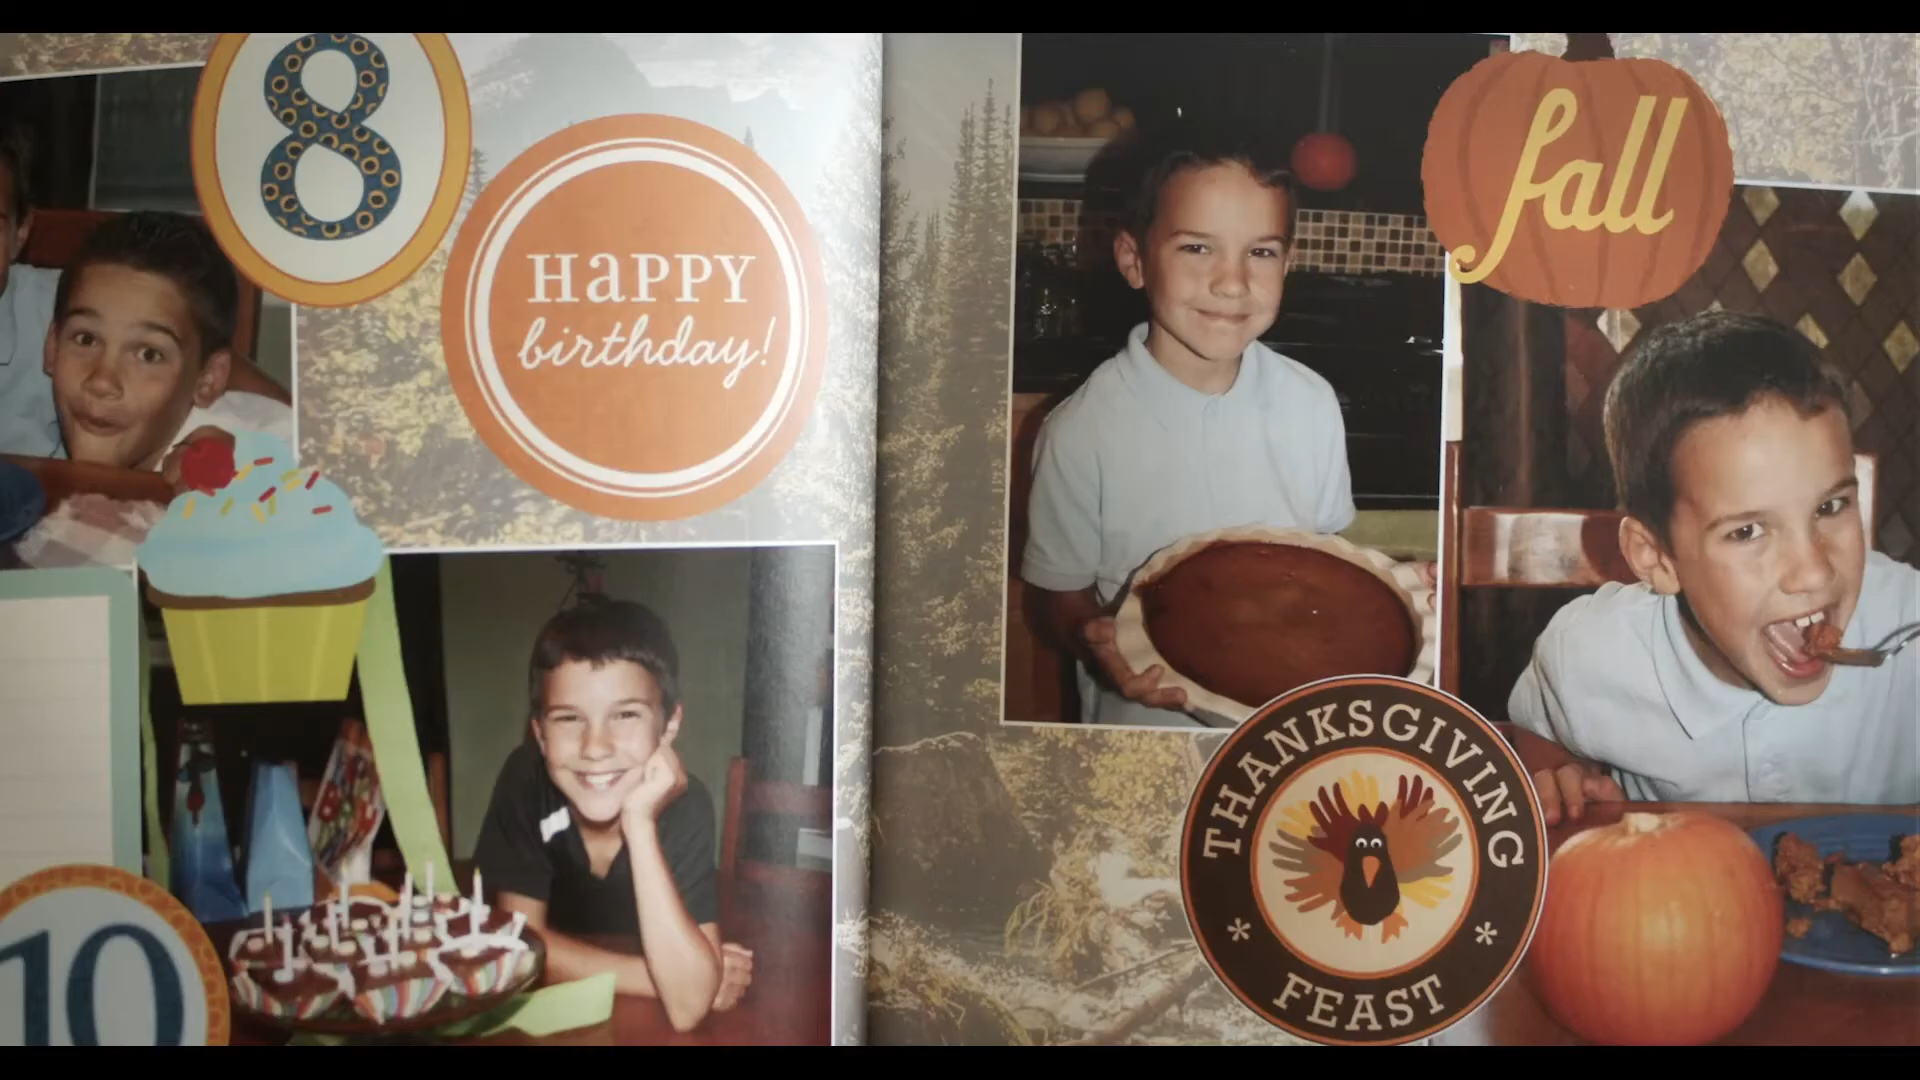 8
HaPPY
birthday!
10
fall
THANKSGIVING
* FEAST *